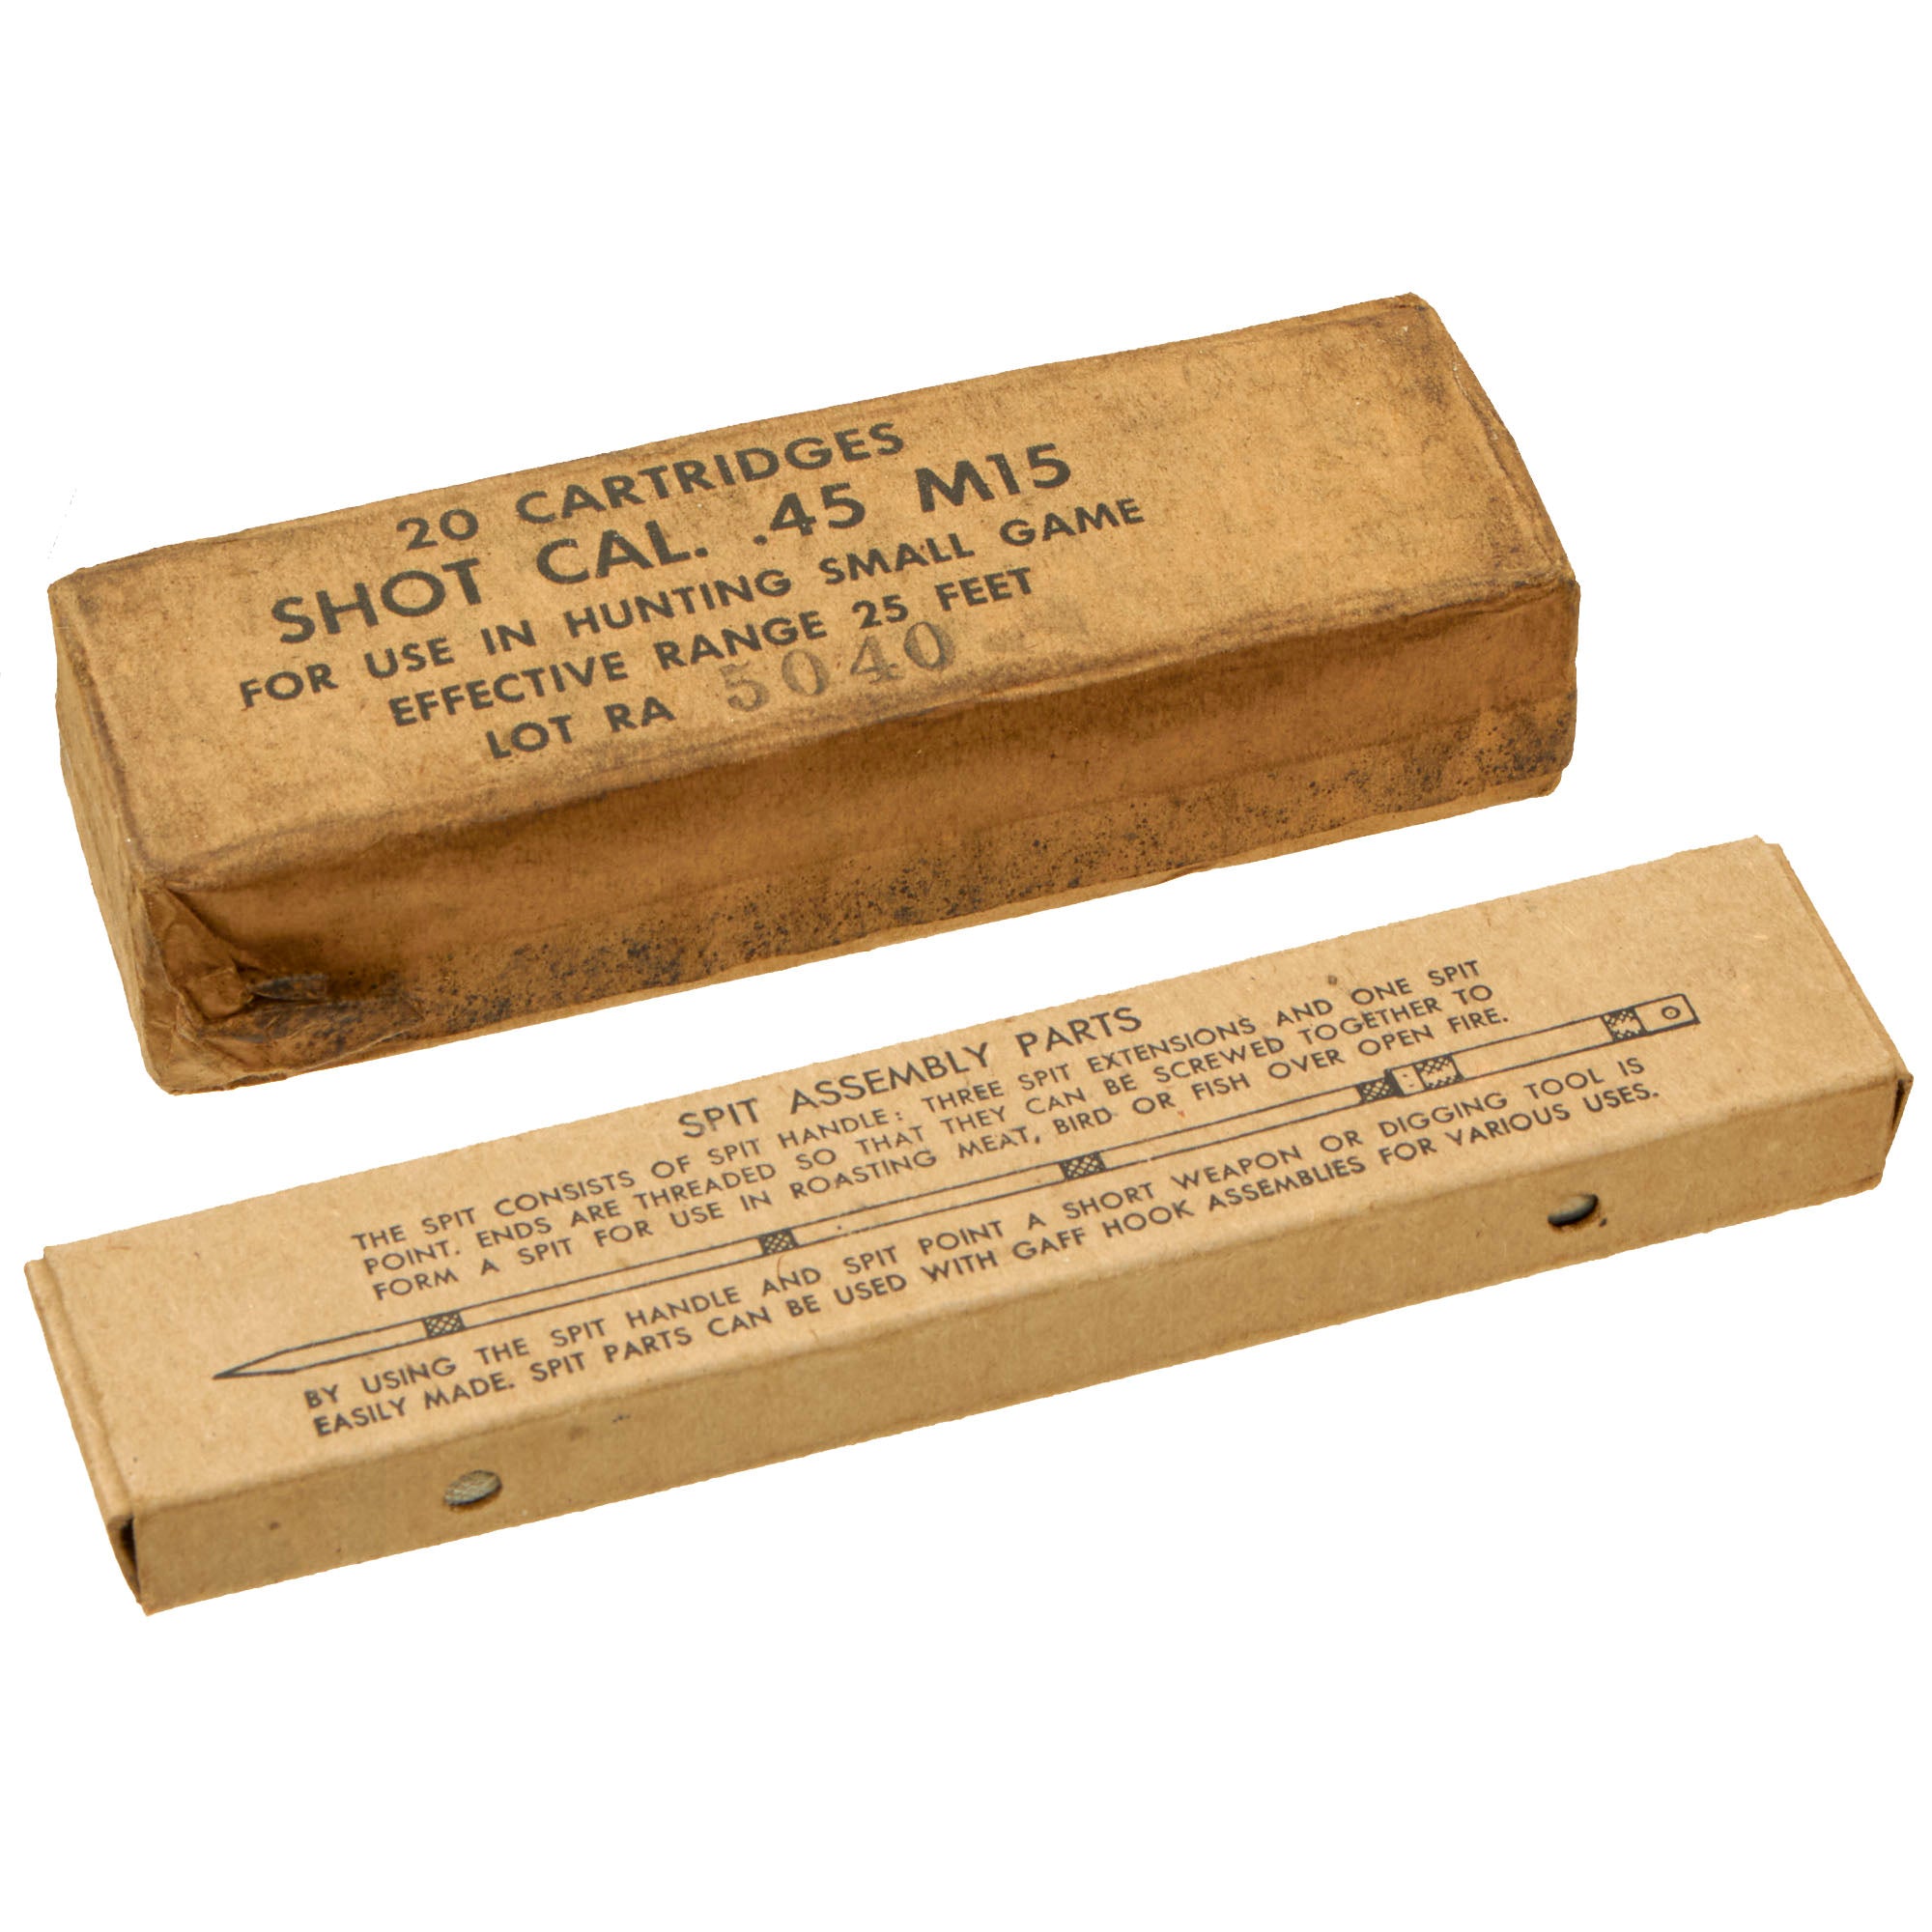 20 CARTRIDGES
SHOT CAL. .45 M15
FOR USE IN HUNTING SMALL GAME
EFFECTIVE RANGE 25 FEET
LOT RA 5040
SPIT ASSEMBLY PARTS
THE SPIT CONSISTS OF SPIT HANDLE: THREE SPIT EXTENSIONS AND ONE SPIT
POINT. ENDS ARE THREADED SO THAT THEY CAN BE SCREWED TOGETHER TO
FORM A SPIT FOR USE IN ROASTING MEAT, BIRD OR FISH OVER OPEN FIRE.
BY USING THE SPIT HANDLE AND SPIT POINT A SHORT WEAPON OR DIGGING TOOL IS
EASILY MADE. SPIT PARTS CAN BE USED WITH GAFF HOOK ASSEMBLIES FOR VARIOUS USES.